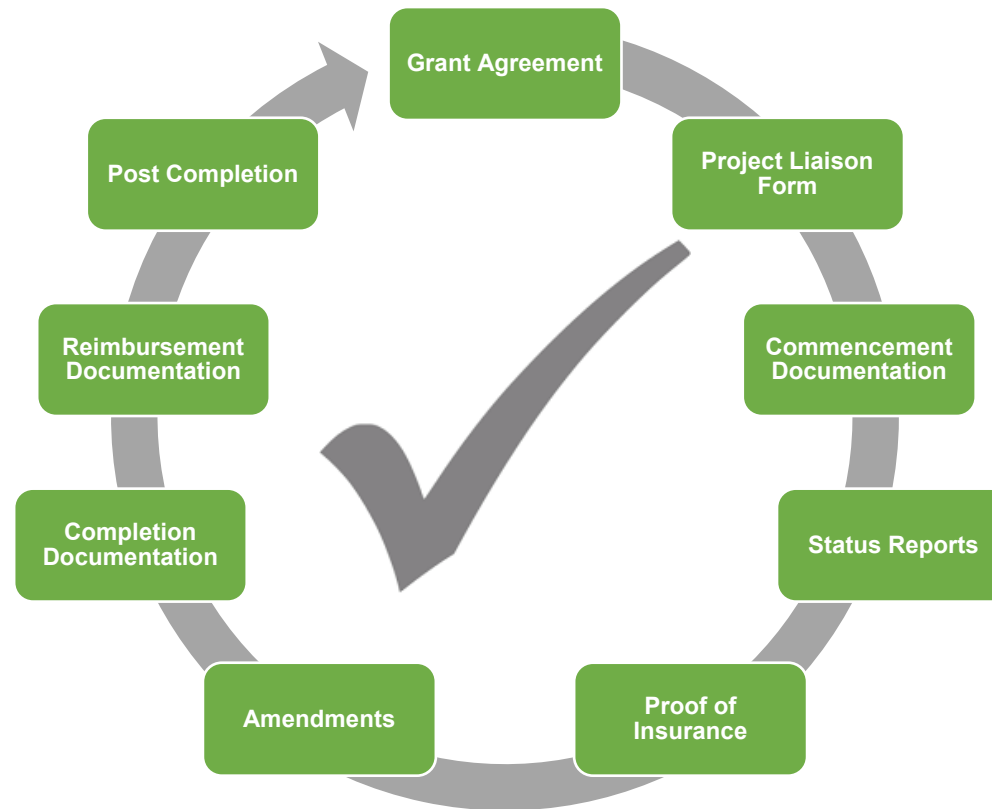 Grant Agreement
Project Liaison
Form
Commencement
Documentation
Status Reports
Proof of
Insurance
Amendments
Completion
Documentation
Reimbursement
Documentation
Post Completion